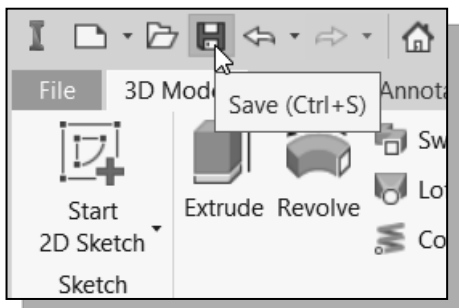 File 3D Mode
Save (Ctrl+S)
Annota
Start
2D Sketch
Extrude Revolve
Sw
Lo
Co
Sketch